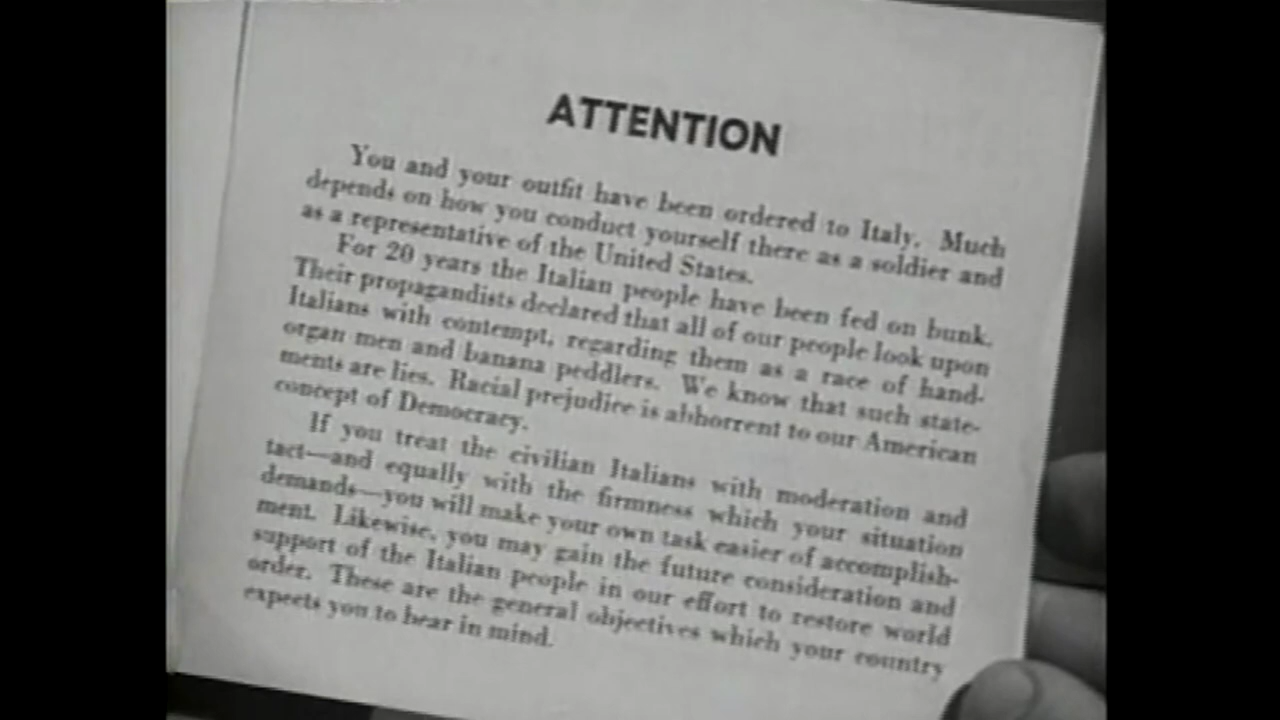 ATTENTION
You and your outfit have been ordered to Italy. Much
depends on how you conduct yourself there as a soldier and
as a representative of the United States.
For 20 years the Italian people have been fed on bunk.
Their propagandists declared that all of our people look upon
Italians with contempt, regarding them as a race of hand-
organ men and banana peddlers. We know that such state-
ments are lies. Racial prejudice is abhorrent to our American
concept of Democracy.
If you treat the civilian Italians with moderation and
tact—and equally with the firmness which your situation
demands—you will make your own task easier of accomplish-
ment. Likewise, you may gain the future consideration and
support of the Italian people in our effort to restore world
order. These are the general objectives which your country
expects you to bear in mind.